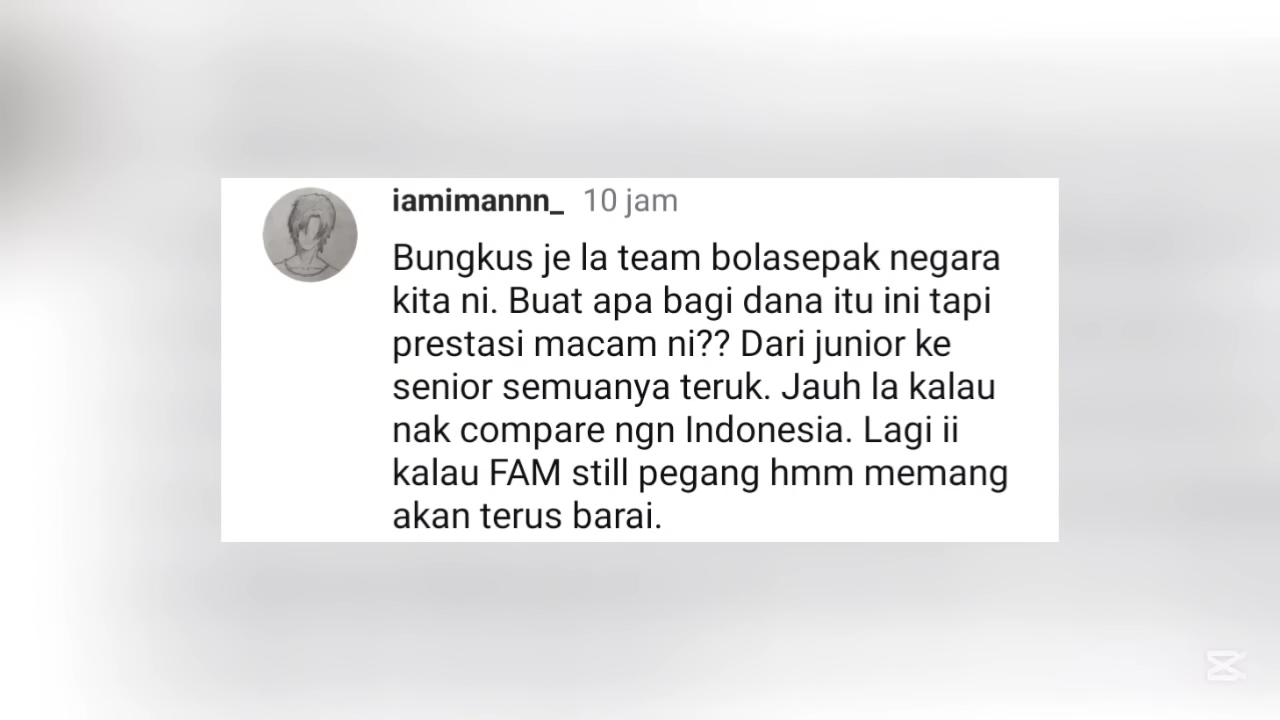 iamimannn_ 10 jam
Bungkus je la team bolasepak negara
kita ni. Buat apa bagi dana itu ini tapi
prestasi macam ni?? Dari junior ke
senior semuanya teruk. Jauh la kalau
nak compare ngn Indonesia. Lagi ii
kalau FAM still pegang hmm memang
akan terus barai.